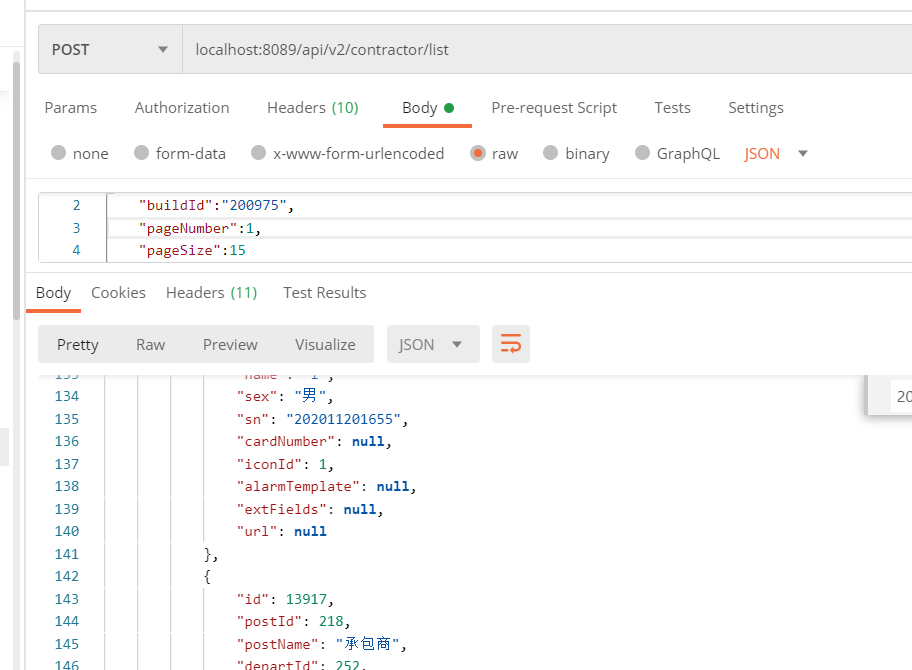 POST localhost:8089/api/v2/contractor/list
Params Authorization Headers (10) Body Pre-request Script Tests Settings
none form-data x-www-form-urlencoded raw binary GraphQL JSON
2 "buildId":"200975",
3 "pageNumber":1,
4 "pageSize":15
Body Cookies Headers (11) Test Results
Pretty Raw Preview Visualize JSON
134 "sex": "男",
135 "sn": "202011201655",
136 "cardNumber": null,
137 "iconId": 1,
138 "alarmTemplate": null,
139 "extFields": null,
140 "url": null
141 },
142 {
143 "id": 13917,
144 "postId": 218,
145 "postName": "承包商",
146 "departId": 252,